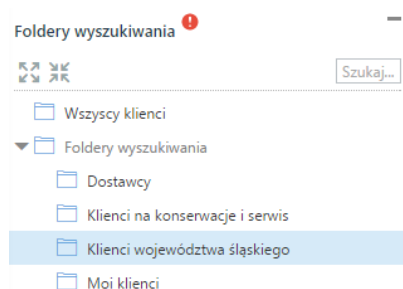 Foldery wyszukiwania
Szukaj...
Wszyscy klienci
Foldery wyszukiwania
Dostawcy
Klienci na konserwacje i serwis
Klienci województwa śląskiego
Moi klienci